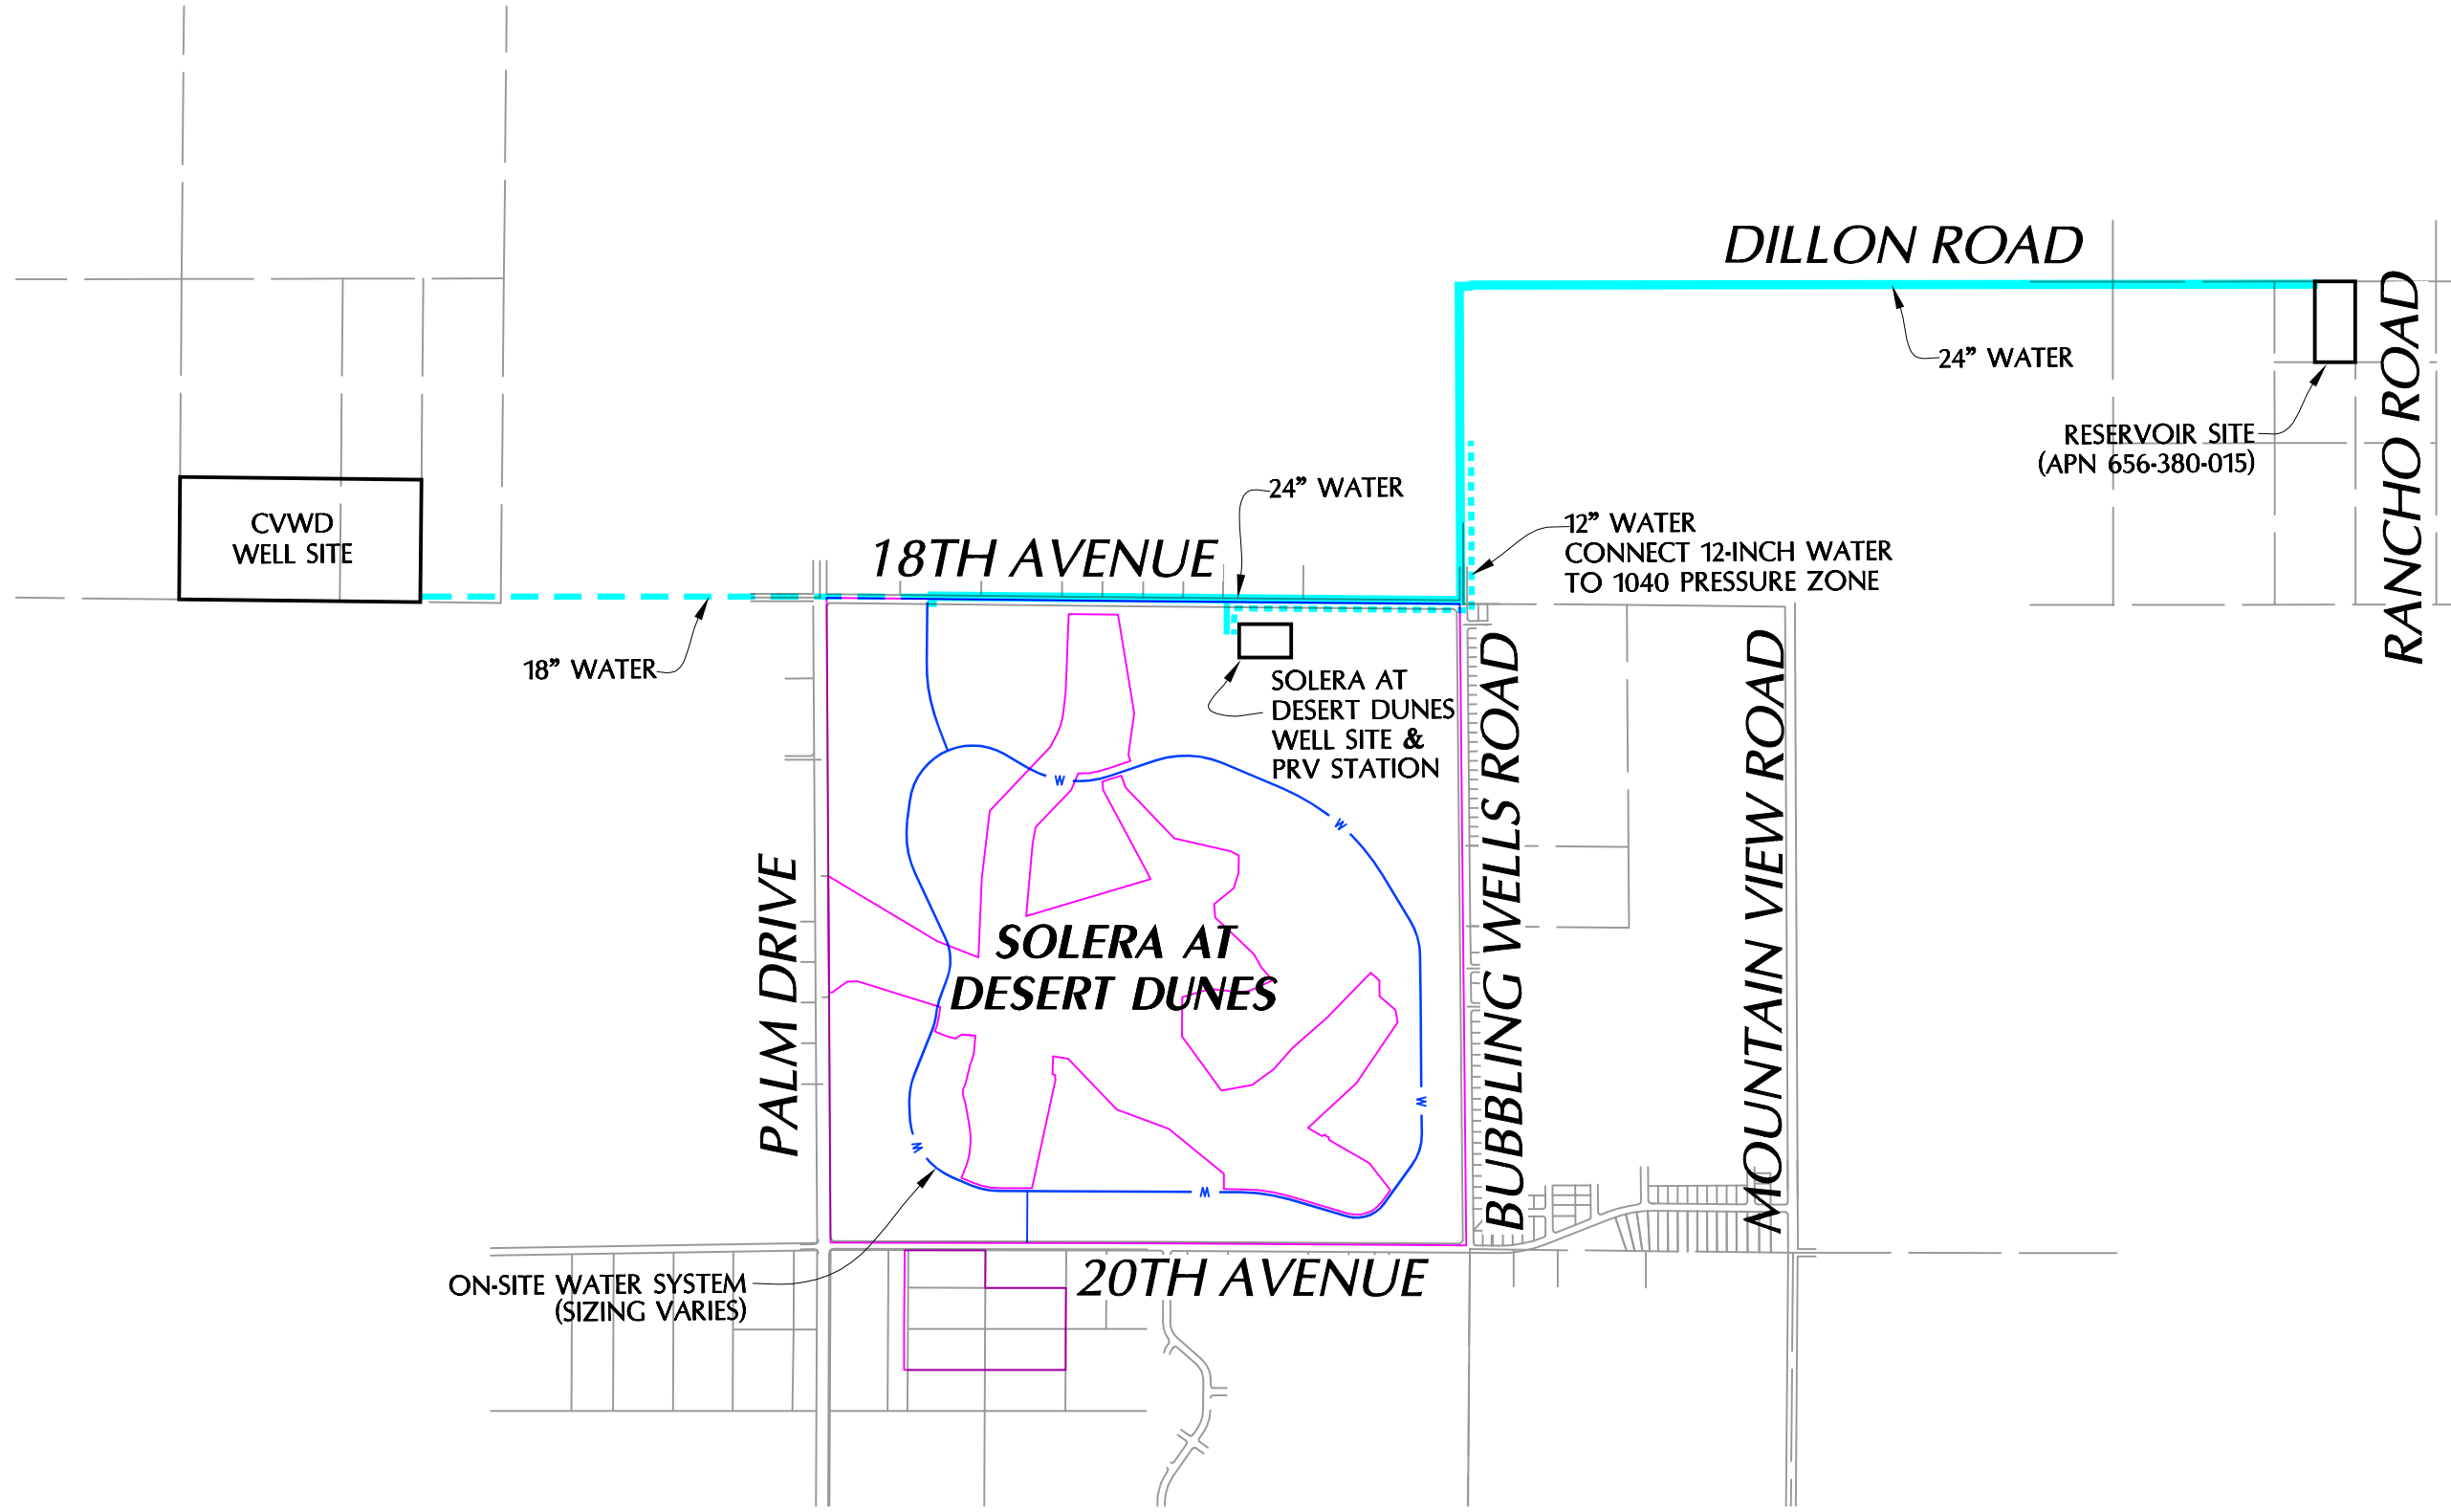 DILLON ROAD
24” WATER
RANCHO ROAD
RESERVOIR SITE
(APN 656-380-015)
24” WATER
CVWD
WELL SITE
12” WATER
CONNECT 12-INCH WATER
TO 1040 PRESSURE ZONE
18TH AVENUE
18” WATER
SOLERA AT
DESERT DUNES
WELL SITE &
PRV STATION
W
W
PALM DRIVE
SOLERA AT
DESERT DUNES
BUBBLING WELLS ROAD
MOUNTAIN VIEW ROAD
W
W
W
ON-SITE WATER SYSTEM
(SIZING VARIES)
20TH AVENUE